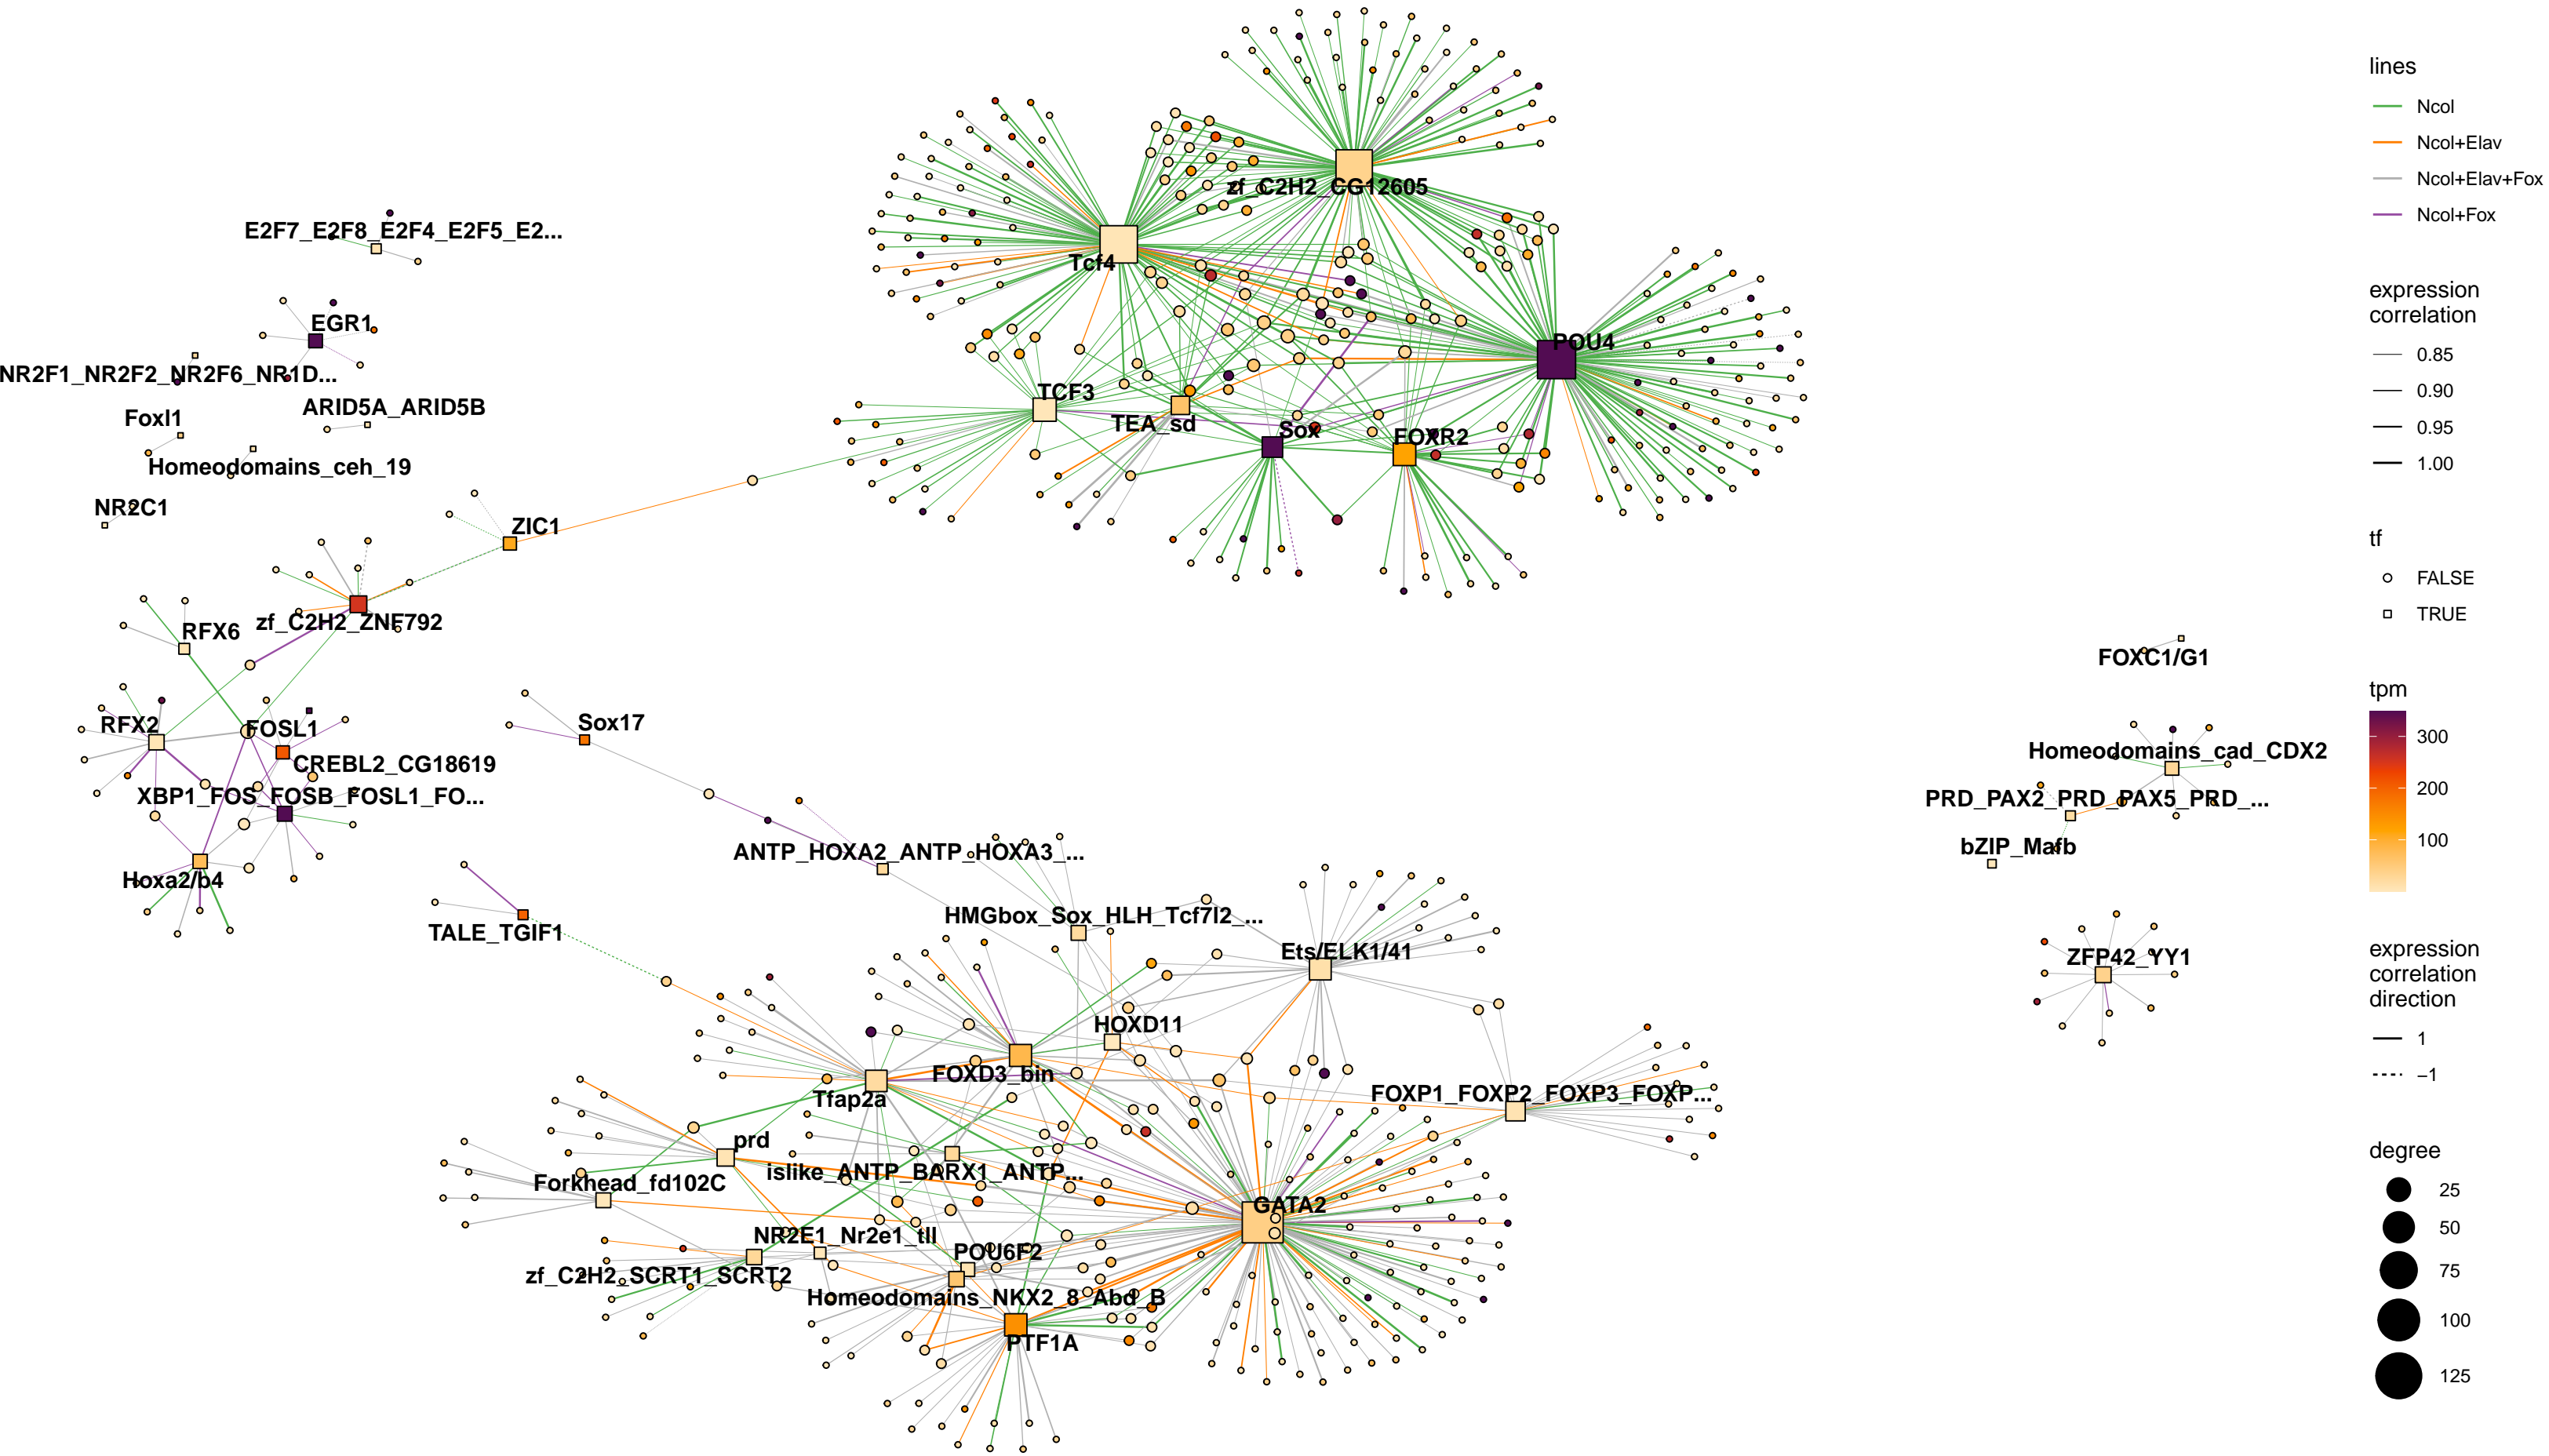 zf_C2H2_CG12605
Tcf4
E2F7_E2F8_E2F4_E2F5_E2...
EGR1
POU4
NR2F1_NR2F2_NR2F6_NR1D...
TCF3
ARID5A_ARID5B
Foxl1
TEA_sd
Sox
FOXR2
Homeodomains_ceh_19
NR2C1
ZIC1
zf_C2H2_ZNF792
RFX6
FOXC1/G1
RFX2
FOSL1
Sox17
Homeodomains_cad_CDX2
CREBL2_CG18619
XBP1_FOS_FOSB_FOSL1_FO...
PRD_PAX2_PRD_PAX5_PRD_...
bZIP_Mafb
ANTP_HOXA2_ANTP_HOXA3_...
Hoxa2/b4
HMGbox_Sox_HLH_Tcf7l2_...
TALE_TGIF1
Ets/ELK1/41
ZFP42_YY1
HOXD11
FOXD3_bin
Tfap2a
FOXP1_FOXP2_FOXP3_FOXP...
prd
islike_ANTP_BARX1_ANTP...
Forkhead_fd102C
GATA2
NR2E1_Nr2e1_tll
POU6F2
zf_C2H2_SCRT1_SCRT2
Homeodomains_NKX2_8_Abd_B
PTF1A
lines
Ncol
Ncol+Elav
Ncol+Elav+Fox
Ncol+Fox
expression
correlation
0.85
0.90
0.95
1.00
tf
FALSE
TRUE
tpm
300
200
100
expression
correlation
direction
1
−1
degree
25
50
75
100
125